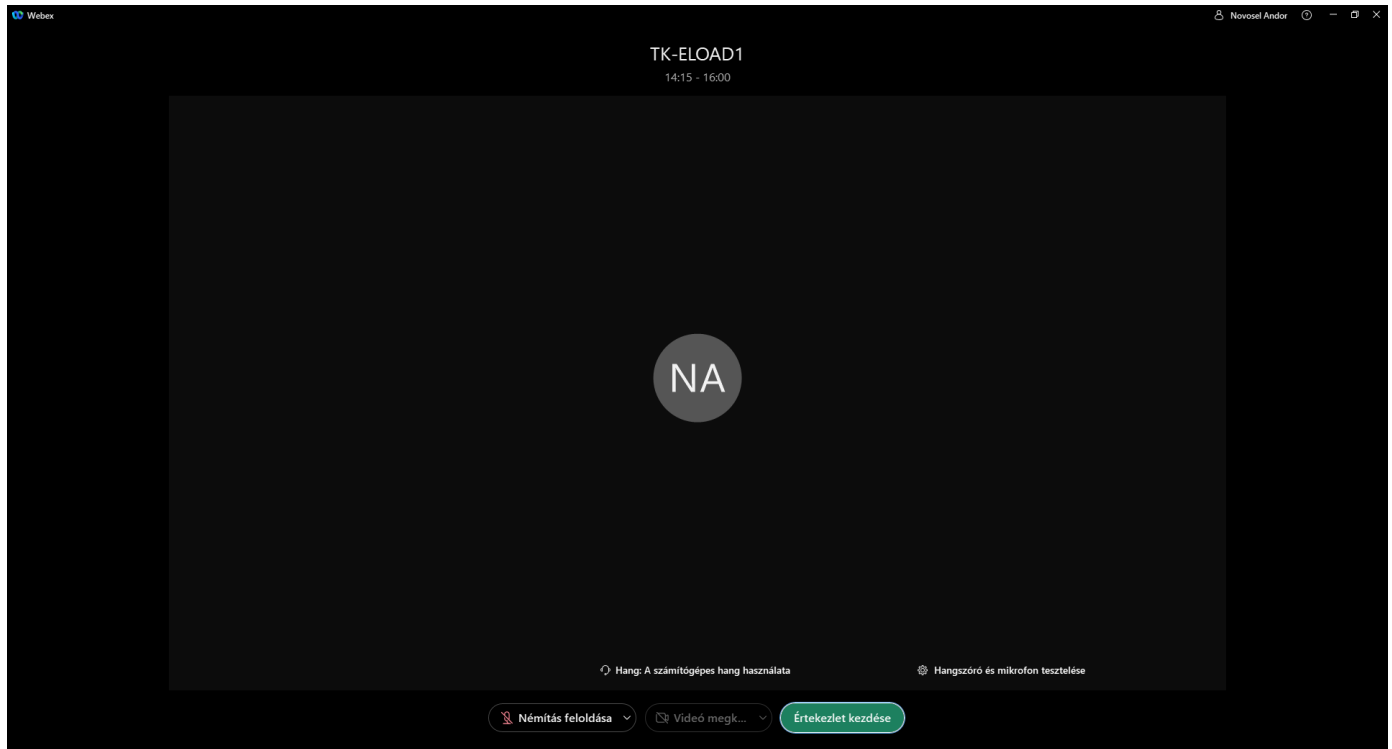 Webex
Novosel Andor
TK-ELOAD1
14:15 - 16:00
NA
Hang: A számítógépes hang használata
Hangszóró és mikrofon tesztelése
Némítás feloldása
Videó megk...
Értekezlet kezdése